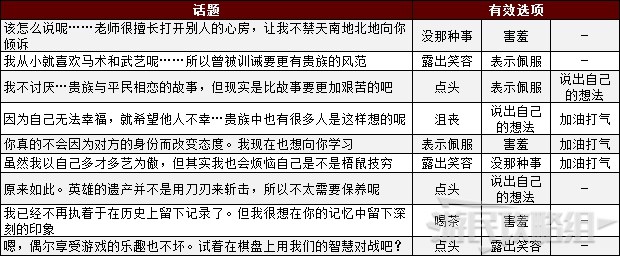 话题 有效选项
该怎么说呢……老师很擅长打开别人的心房，让我不禁天南地北地向你
倾诉 没那种事 害羞 –
我从小就喜欢马术和武艺呢……所以曾被训诫要更有贵族的风范 露出笑容 表示佩服 –
我不讨厌…贵族与平民相恋的故事，但现实是比故事要更加艰苦的吧 点头 表示佩服 说出自己
的想法
因为自己无法幸福，就希望他人不幸…贵族中也有很多人是这样想的呢 沮丧 说出自己
的想法 加油打气
你真的不会因为对方的身份而改变态度。我现在也想向你学习 表示佩服 害羞 加油打气
虽然我以自己多才多艺为傲，但其实我也会烦恼自己是不是梧鼠技穷 露出笑容 没那种事 加油打气
原来如此。英雄的遗产并不是用刀刃来斩击，所以不太需要保养呢 点头 说出自己
的想法 –
我已经不再执着于在历史上留下记录了。但我很想在你的记忆中留下深
刻的印象 喝茶 害羞 –
嗯，偶尔享受游戏的乐趣也不坏。试着在棋盘上用我们的智慧对战吧？ 点头 露出笑容 –
游民攻略组